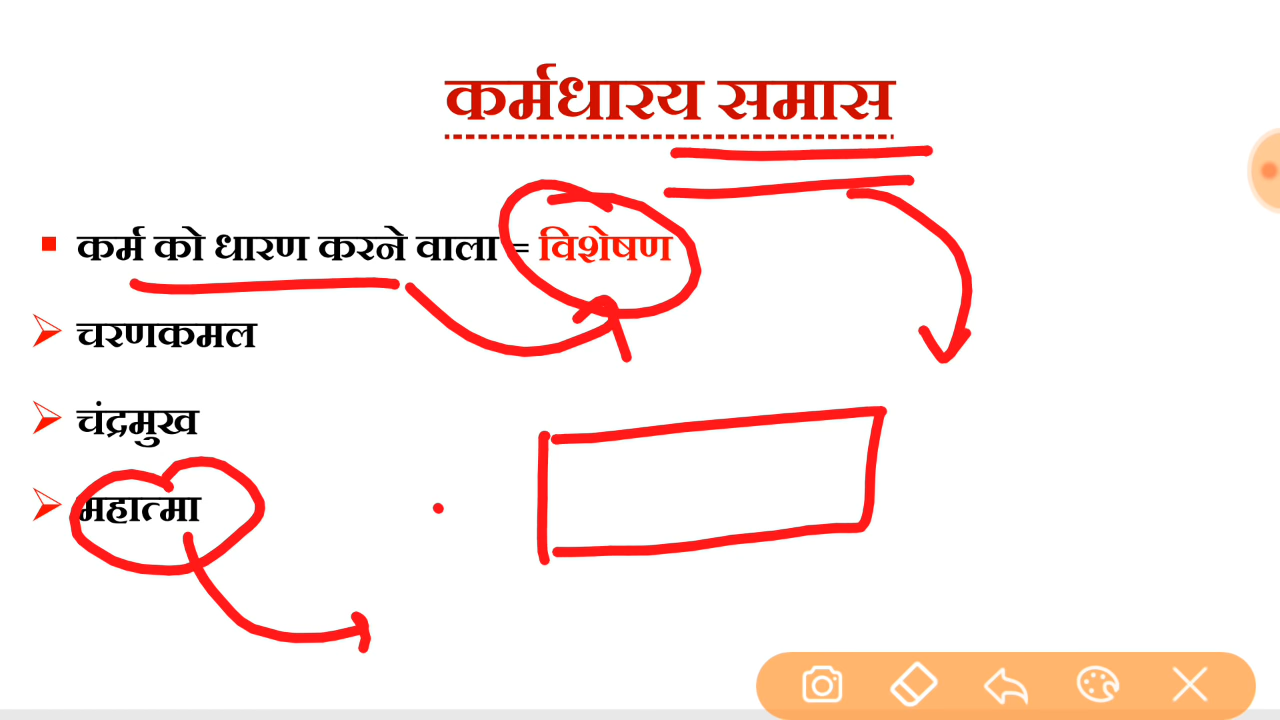 कर्मधारय समास
कर्म को धारण करने वाला = विशेषण
चरणकमल
चंद्रमुख
महात्मा